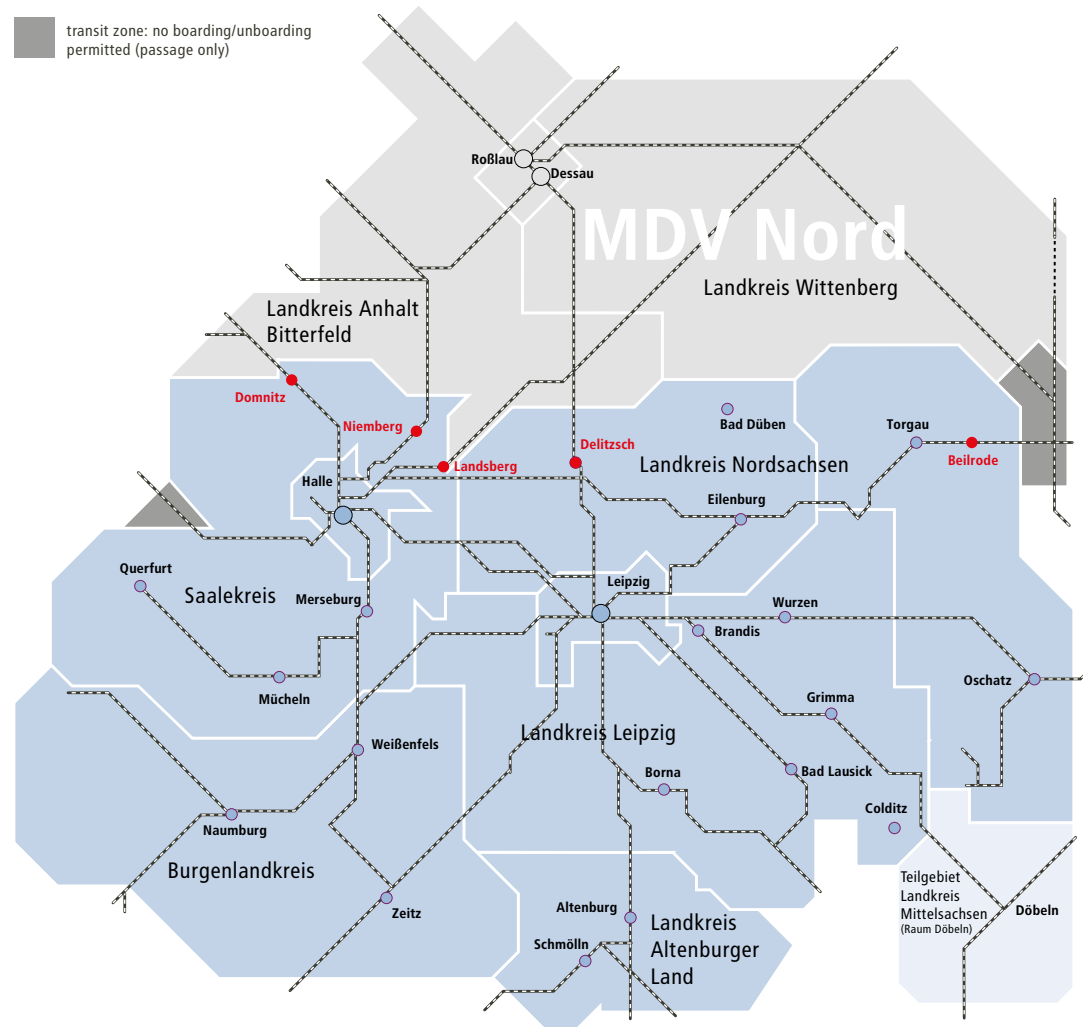 transit zone: no boarding/unboarding
permitted (passage only)
Roßlau
Dessau
MDV Nord
Landkreis Wittenberg
Landkreis Anhalt
Bitterfeld
Domnitz
Niemberg
Landsberg
Delitzsch
Bad Düben
Torgau
Beilrode
Landkreis Nordsachsen
Halle
Eilenburg
Querfurt
Saalekreis
Merseburg
Leipzig
Wurzen
Brandis
Oschatz
Mücheln
Grimma
Landkreis Leipzig
Weißenfels
Borna
Bad Lausick
Colditz
Naumburg
Burgenlandkreis
Zeitz
Altenburg
Schmölln
Landkreis
Altenburger
Land
Teilgebiet
Landkreis
Mittelsachsen
(Raum Döbeln)
Döbeln